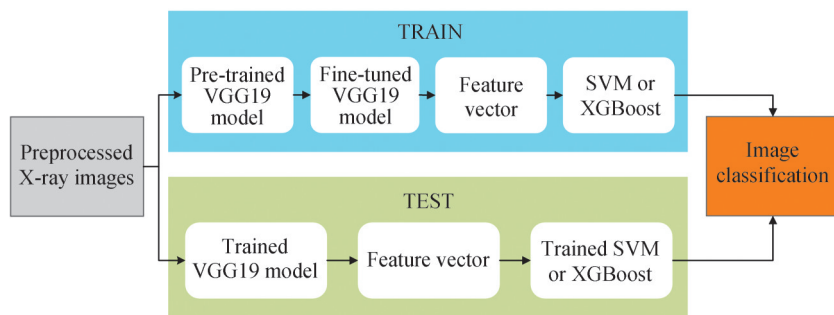 TRAIN
Pre-trained
VGG19
model
Fine-tuned
VGG19
model
Feature
vector
SVM or
XGBoost
Preprocessed
X-ray images
Image
classification
TEST
Trained
VGG19 model
Feature vector
Trained SVM
or XGBoost